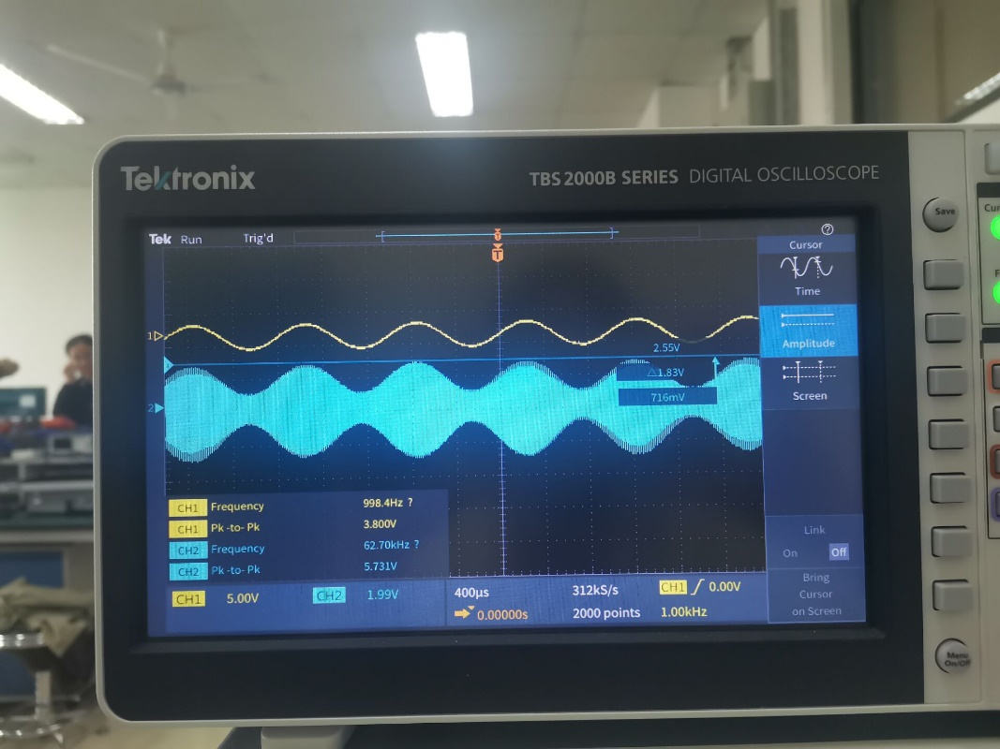 Tektronix
TBS 2000B SERIES DIGITAL OSCILLOSCOPE
Save
Tek Run Trig'd
T
Cursor
Time
Amplitude
Screen
1
2.55V
△1.83V
716mV
2
CH1 Frequency 998.4Hz ?
CH1 Pk-to-Pk 3.800V
CH2 Frequency 62.70kHz ?
CH2 Pk-to-Pk 5.731V
Link
On Off
Bring
Cursor
on Screen
CH1 5.00V CH2 1.99V
400µs 312kS/s CH1 0.00V
0.00000s 2000 points 1.00kHz
Menu
On/Off